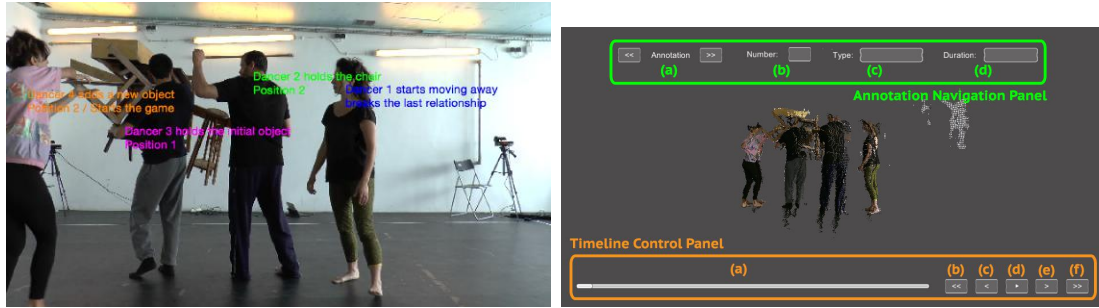 Dancer 2 holds the chair
Position 2
Dancer 1 starts moving away
breaks the last relationship
Dancer 4 adds a new object
Position 2 / Starts the game
Dancer 3 holds the initial object
Position 1
<< Annotation >> Number: Type: Duration:
(a) (b) (c) (d)
Annotation Navigation Panel
Timeline Control Panel
(a) (b) (c) (d) (e) (f)
<< < ▸ > >>